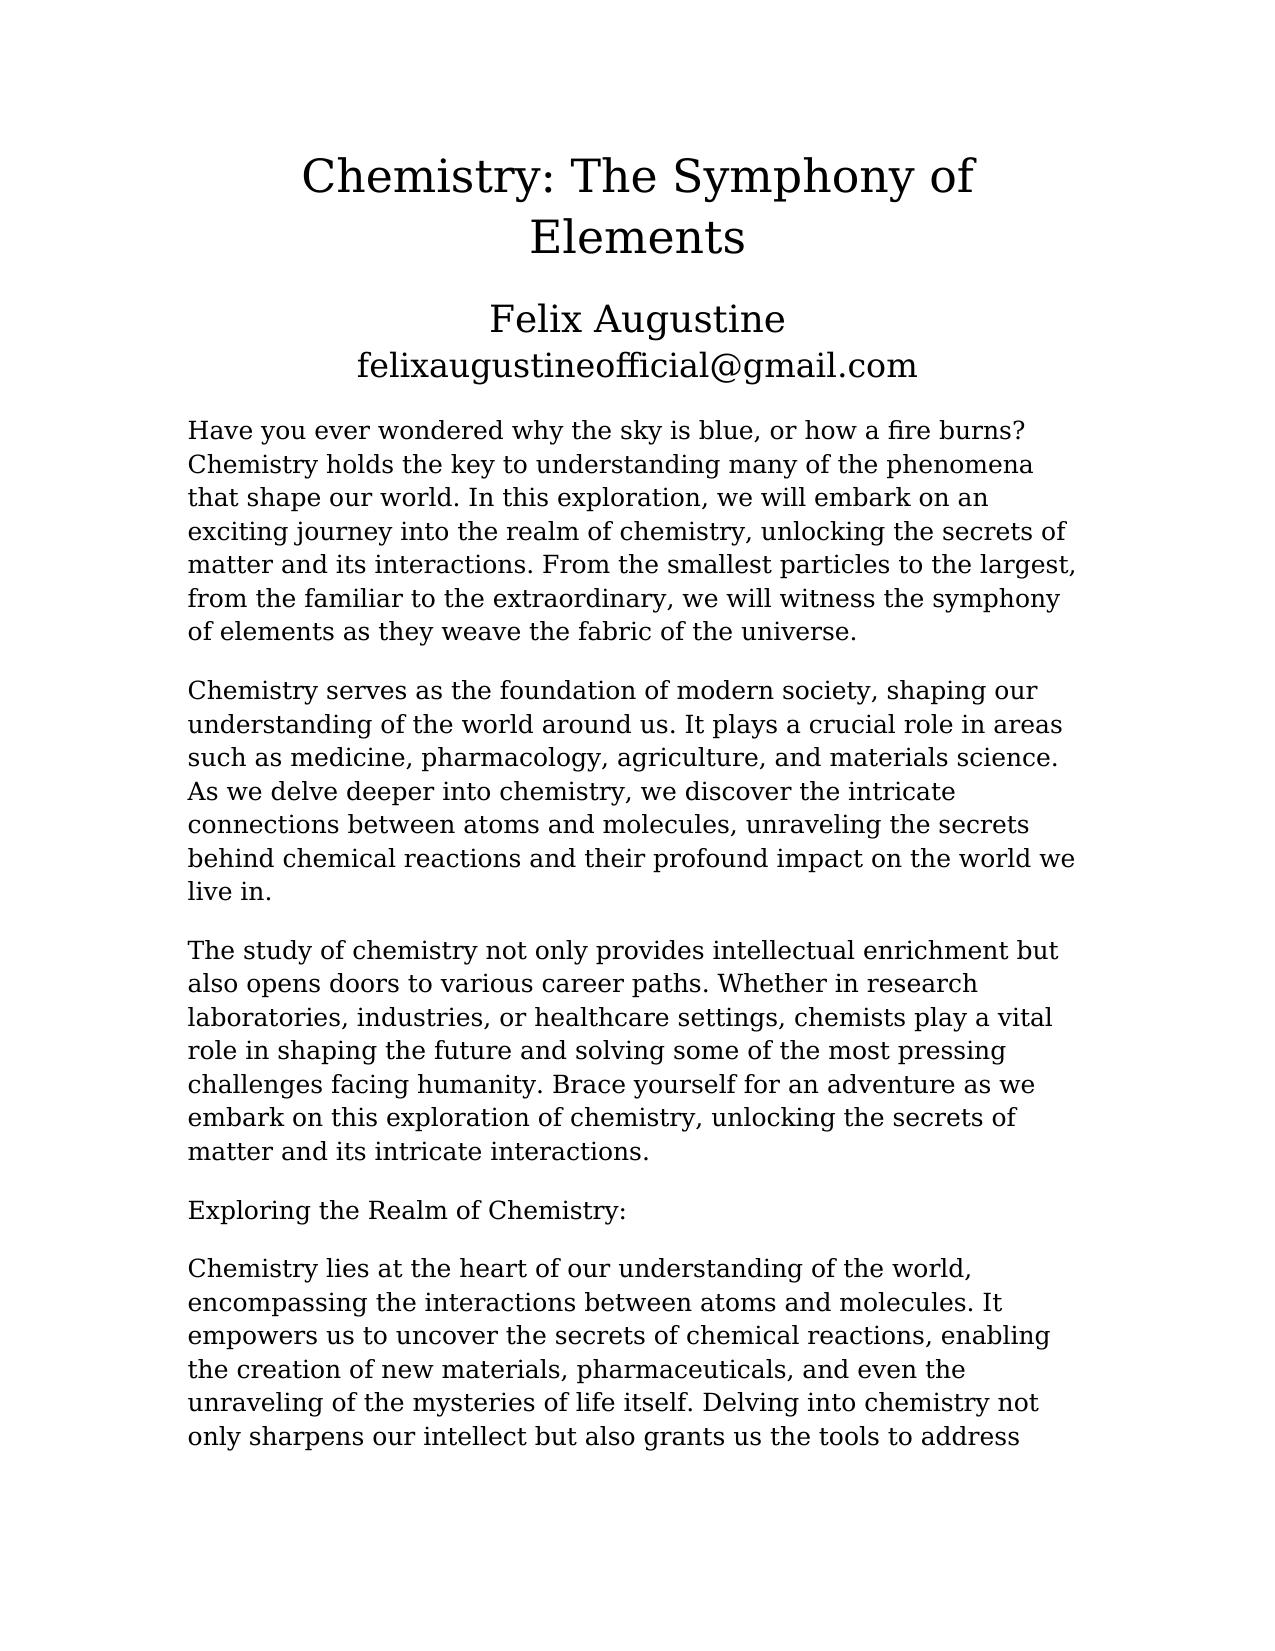 Chemistry: The Symphony of
Elements
Felix Augustine
felixaugustineofficial@gmail.com
Have you ever wondered why the sky is blue, or how a fire burns?
Chemistry holds the key to understanding many of the phenomena
that shape our world. In this exploration, we will embark on an
exciting journey into the realm of chemistry, unlocking the secrets of
matter and its interactions. From the smallest particles to the largest,
from the familiar to the extraordinary, we will witness the symphony
of elements as they weave the fabric of the universe.
Chemistry serves as the foundation of modern society, shaping our
understanding of the world around us. It plays a crucial role in areas
such as medicine, pharmacology, agriculture, and materials science.
As we delve deeper into chemistry, we discover the intricate
connections between atoms and molecules, unraveling the secrets
behind chemical reactions and their profound impact on the world we
live in.
The study of chemistry not only provides intellectual enrichment but
also opens doors to various career paths. Whether in research
laboratories, industries, or healthcare settings, chemists play a vital
role in shaping the future and solving some of the most pressing
challenges facing humanity. Brace yourself for an adventure as we
embark on this exploration of chemistry, unlocking the secrets of
matter and its intricate interactions.
Exploring the Realm of Chemistry:
Chemistry lies at the heart of our understanding of the world,
encompassing the interactions between atoms and molecules. It
empowers us to uncover the secrets of chemical reactions, enabling
the creation of new materials, pharmaceuticals, and even the
unraveling of the mysteries of life itself. Delving into chemistry not
only sharpens our intellect but also grants us the tools to address